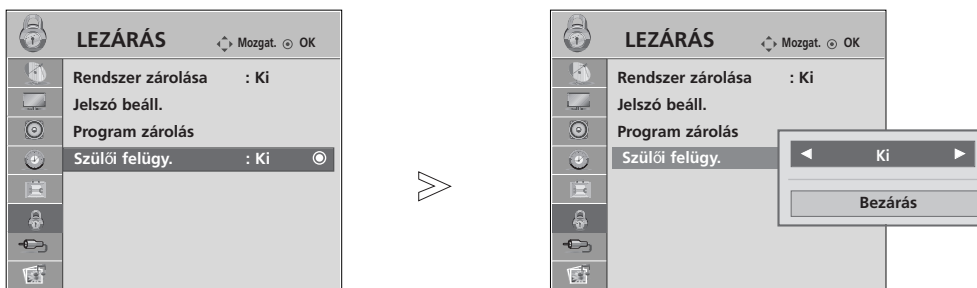 LEZÁRÁS Mozgat. OK
Rendszer zárolása : Ki
Jelszó beáll.
Program zárolás
Szülői felügy. : Ki
LEZÁRÁS Mozgat. OK
Rendszer zárolása : Ki
Jelszó beáll.
Program zárolás
Szülői felügy.
◄ Ki ►
Bezárás